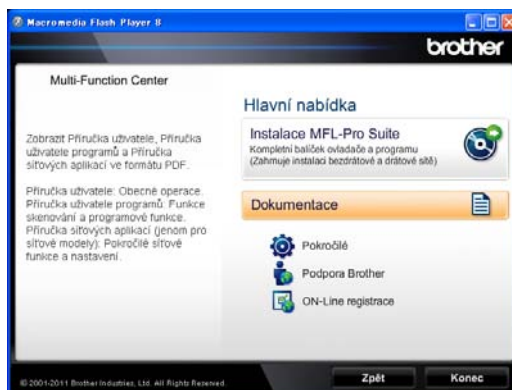 Macromedia Flash Player 8
brother
Multi-Function Center
Zobrazit Příručka uživatele, Příručka
uživatele programů a Příručka
síťových aplikací ve formátu PDF.
Příručka uživatele: Obecné operace.
Příručka uživatele programů: Funkce
skenování a programové funkce.
Příručka síťových aplikací (jenom pro
síťové modely): Pokročilé síťové
funkce a nastavení.
Hlavní nabídka
Instalace MFL-Pro Suite
Kompletní balíček ovladače a programu
(Zahrnuje instalaci bezdrátové a drátové sítě)
Dokumentace
Pokročilé
Podpora Brother
ON-Line registrace
© 2001-2011 Brother Industries, Ltd. All Rights Reserved.
Zpět
Konec